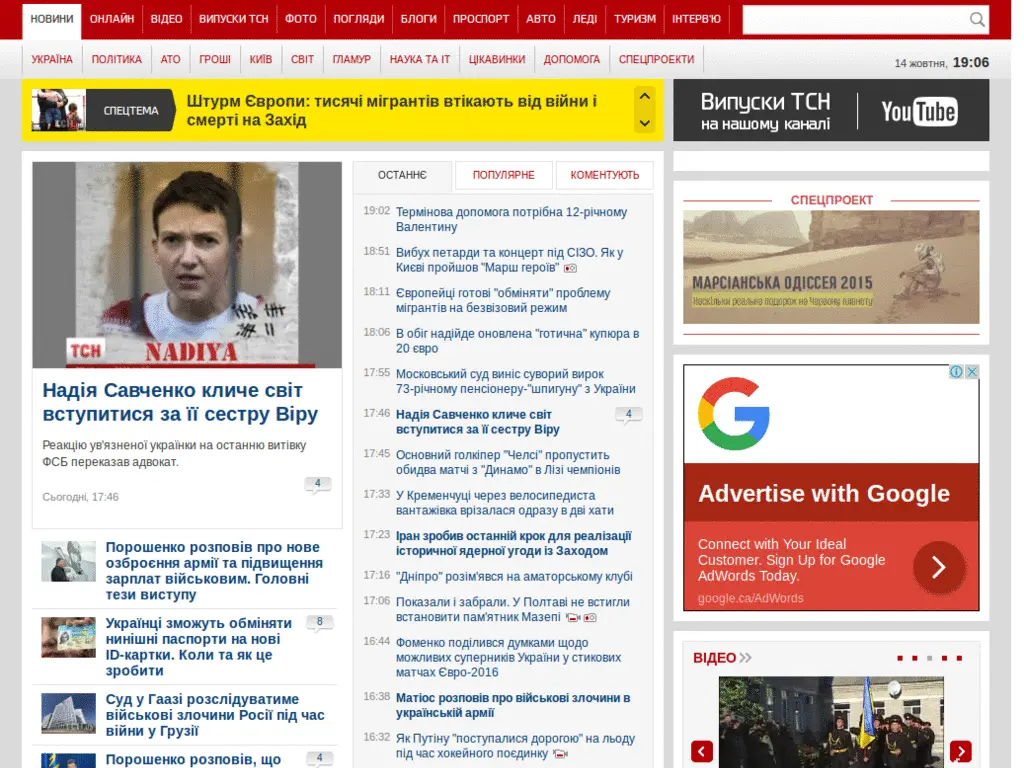 НОВИНИ
ОНЛАЙН
ВІДЕО
ВИПУСКИ ТСН
ФОТО
ПОГЛЯДИ
БЛОГИ
ПРОСПОРТ
АВТО
ЛЕДІ
ТУРИЗМ
ІНТЕРВ'Ю
УКРАЇНА
ПОЛІТИКА
АТО
ГРОШІ
КИЇВ
СВІТ
ГЛАМУР
НАУКА ТА ІТ
ЦІКАВИНКИ
ДОПОМОГА
СПЕЦПРОЕКТИ
14 жовтня, 19:06
СПЕЦТЕМА
Штурм Європи: тисячі мігрантів втікають від війни і
смерті на Захід
Випуски ТСН
на нашому каналі
YouTube
ТСН
NADIYA
Надія Савченко кличе світ
вступитися за її сестру Віру
Реакцію ув'язненої українки на останню витівку
ФСБ переказав адвокат.
4
Сьогодні, 17:46
Порошенко розповів про нове
озброєння армії та підвищення
зарплат військовим. Головні
тези виступу
Українці зможуть обміняти
нинішні паспорти на нові
ID-картки. Коли та як це
зробити
8
Суд у Гаазі розслідуватиме
військові злочини Росії під час
війни у Грузії
Порошенко розповів, що
4
ОСТАННЄ
ПОПУЛЯРНЕ
КОМЕНТУЮТЬ
19:02 Термінова допомога потрібна 12-річному
Валентину
18:51 Вибух петарди та концерт під СІЗО. Як у
Києві пройшов "Марш героїв"
18:11 Європейці готові "обміняти" проблему
мігрантів на безвізовий режим
18:06 В обіг надійде оновлена "готична" купюра в
20 євро
17:55 Московський суд виніс суворий вирок
73-річному пенсіонеру-"шпигуну" з України
17:46 Надія Савченко кличе світ
вступитися за її сестру Віру
4
17:45 Основний голкіпер "Челсі" пропустить
обидва матчі з "Динамо" в Лізі чемпіонів
17:33 У Кременчуці через велосипедиста
вантажівка врізалася одразу в дві хати
17:23 Іран зробив останній крок для реалізації
історичної ядерної угоди із Заходом
17:16 "Дніпро" розім'явся на аматорському клубі
17:06 Показали і забрали. У Полтаві не встигли
встановити пам'ятник Мазепі
16:44 Фоменко поділився думками щодо
можливих суперників України у стикових
матчах Євро-2016
16:38 Матіос розповів про військові злочини в
українській армії
16:32 Як Путіну "поступалися дорогою" на льоду
під час хокейного поєдинку
СПЕЦПРОЕКТ
МАРСІАНСЬКА ОДІССЕЯ 2015
Наскільки реальна подорож на Червону планету
G
Advertise with Google
Connect with Your Ideal
Customer. Sign Up for Google
AdWords Today.
google.ca/AdWords
ВІДЕО